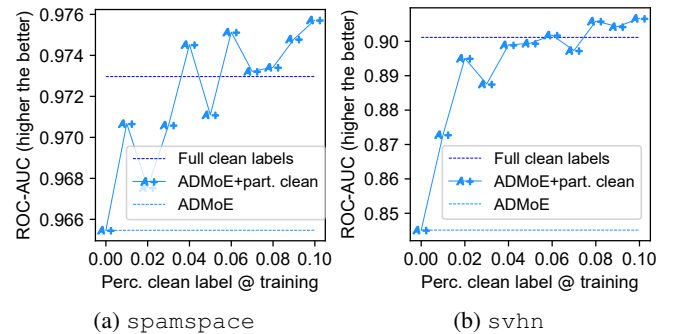 0.976
0.974
0.973
0.970
0.968
0.966
ROC-AUC (higher the better)
Full clean labels
ADMoE+part. clean
ADMoE
0.00 0.02 0.04 0.06 0.08 0.10
Perc. clean label @ training
(a) spamspace
0.90
0.89
0.87
0.86
0.85
ROC-AUC (higher the better)
Full clean labels
ADMoE+part. clean
ADMoE
0.00 0.02 0.04 0.06 0.08 0.10
Perc. clean label @ training
(b) svhn